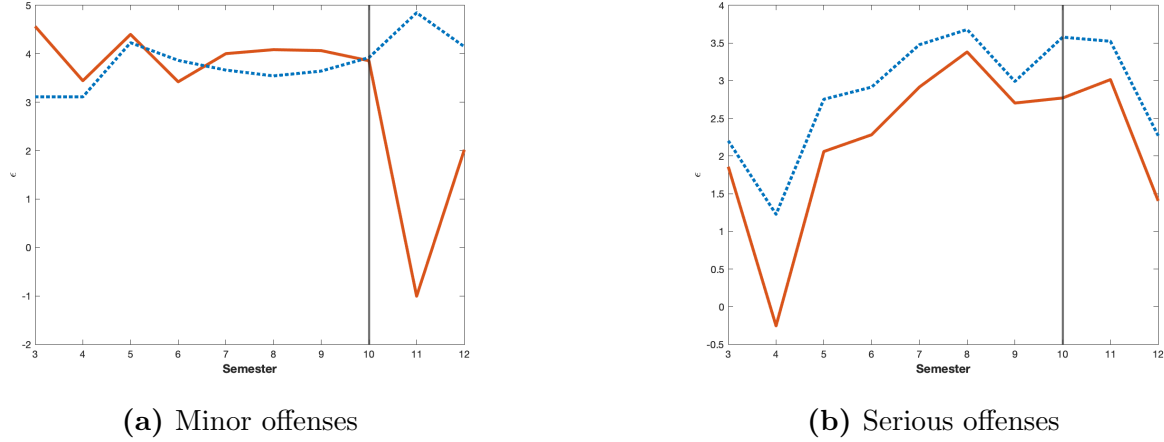 5
4
3
2
1
0
-1
-2
ϵ
3 4 5 6 7 8 9 10 11 12
Semester
(a) Minor offenses
4
3.5
3
2.5
2
1.5
1
0.5
0
-0.5
ϵ
3 4 5 6 7 8 9 10 11 12
Semester
(b) Serious offenses